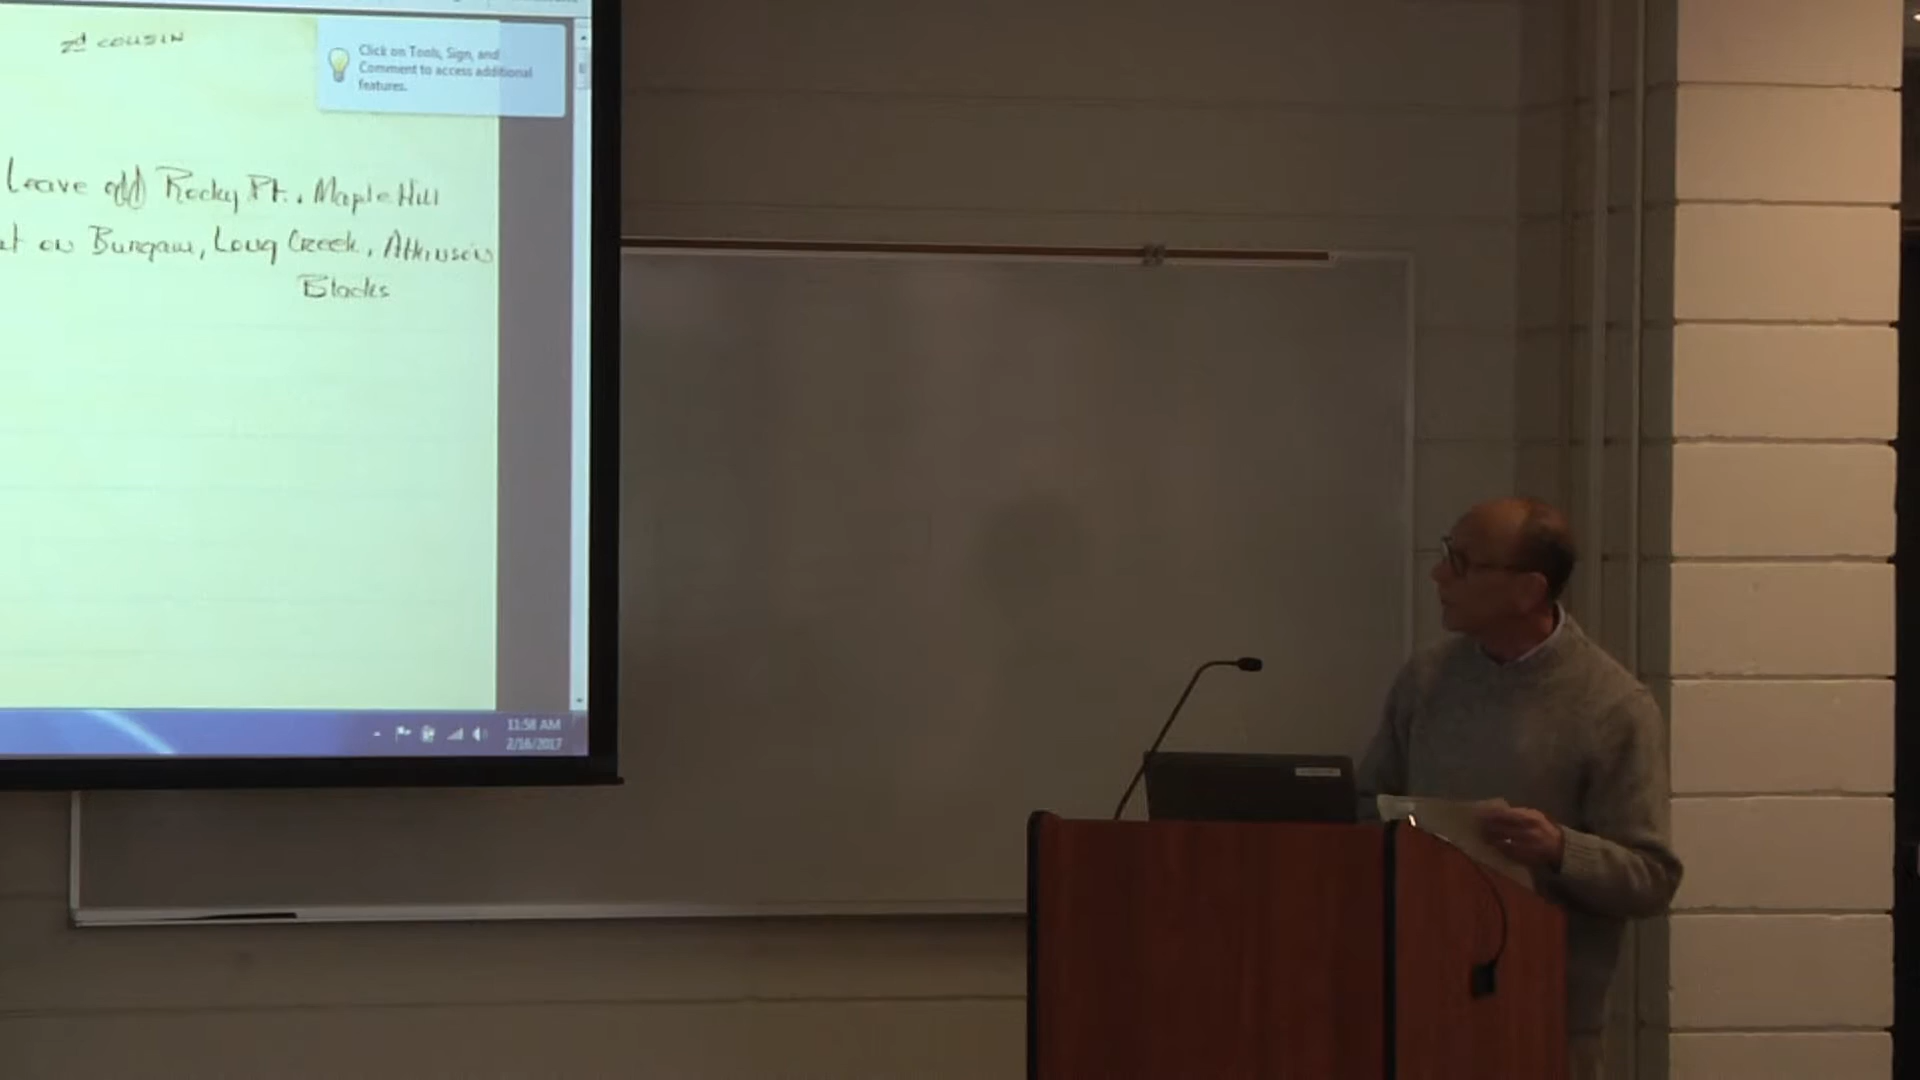 2d COUSIN
Click on Tools, Sign, and
Comment to access additional
features.
Leave off Rocky Pt., Maple Hill
on Burgaw, Long Creek, Atkinson
Blacks
11:58 AM
2/16/2017